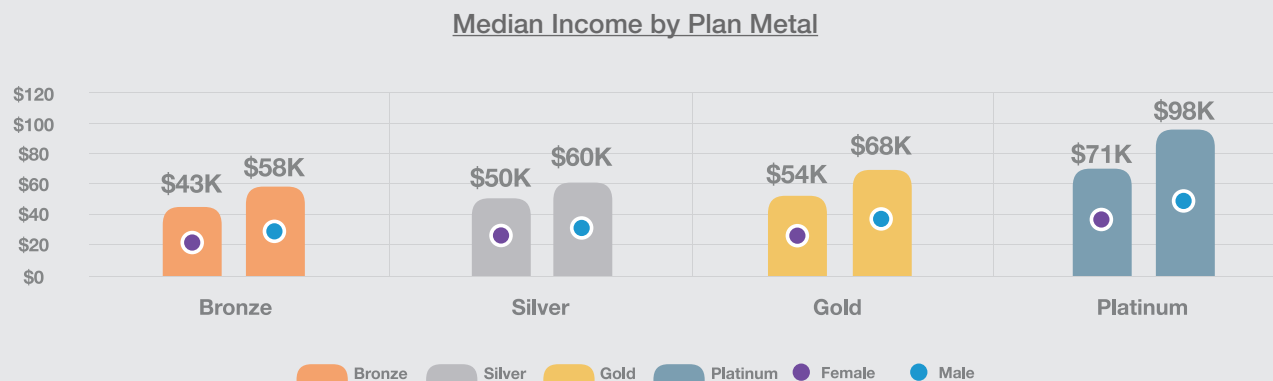 Median Income by Plan Metal
$120
$100
$80
$60
$40
$20
$0
$43K $58K $50K $60K $54K $68K $71K $98K
Bronze Silver Gold Platinum
Bronze Silver Gold Platinum Female Male